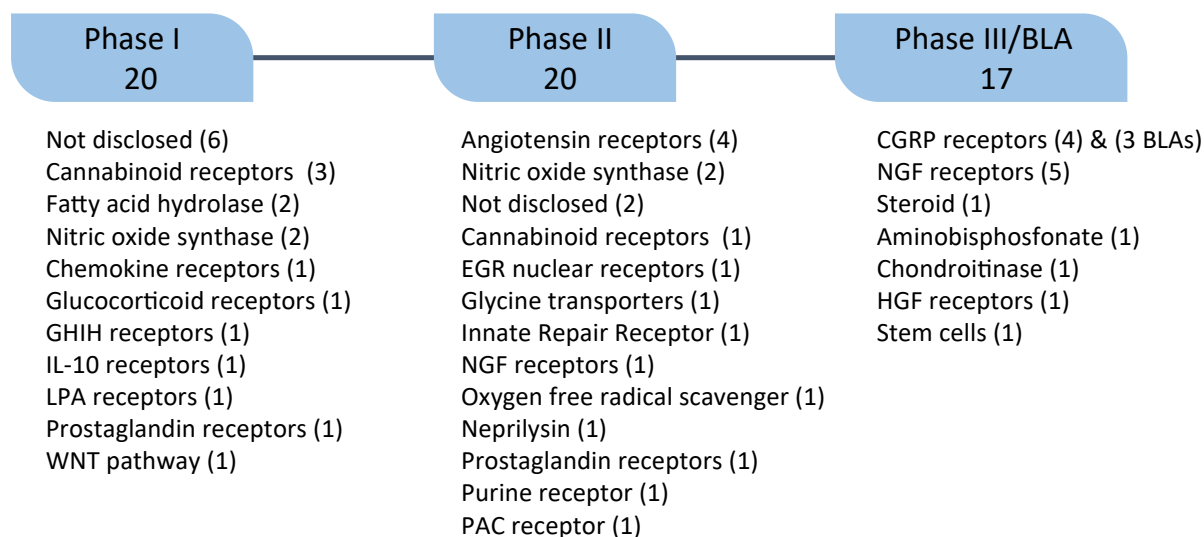 Phase I
20
Phase II
20
Phase III/BLA
17
Not disclosed (6)
Cannabinoid receptors  (3)
Fatty acid hydrolase (2)
Nitric oxide synthase (2)
Chemokine receptors (1)
Glucocorticoid receptors (1)
GHIH receptors (1)
IL-10 receptors (1)
LPA receptors (1)
Prostaglandin receptors (1)
WNT pathway (1)
Angiotensin receptors (4)
Nitric oxide synthase (2)
Not disclosed (2)
Cannabinoid receptors  (1)
EGR nuclear receptors (1)
Glycine transporters (1)
Innate Repair Receptor (1)
NGF receptors (1)
Oxygen free radical scavenger (1)
Neprilysin (1)
Prostaglandin receptors (1)
Purine receptor (1)
PAC receptor (1)
CGRP receptors (4) & (3 BLAs)
NGF receptors (5)
Steroid (1)
Aminobisphosfonate (1)
Chondroitinase (1)
HGF receptors (1)
Stem cells (1)